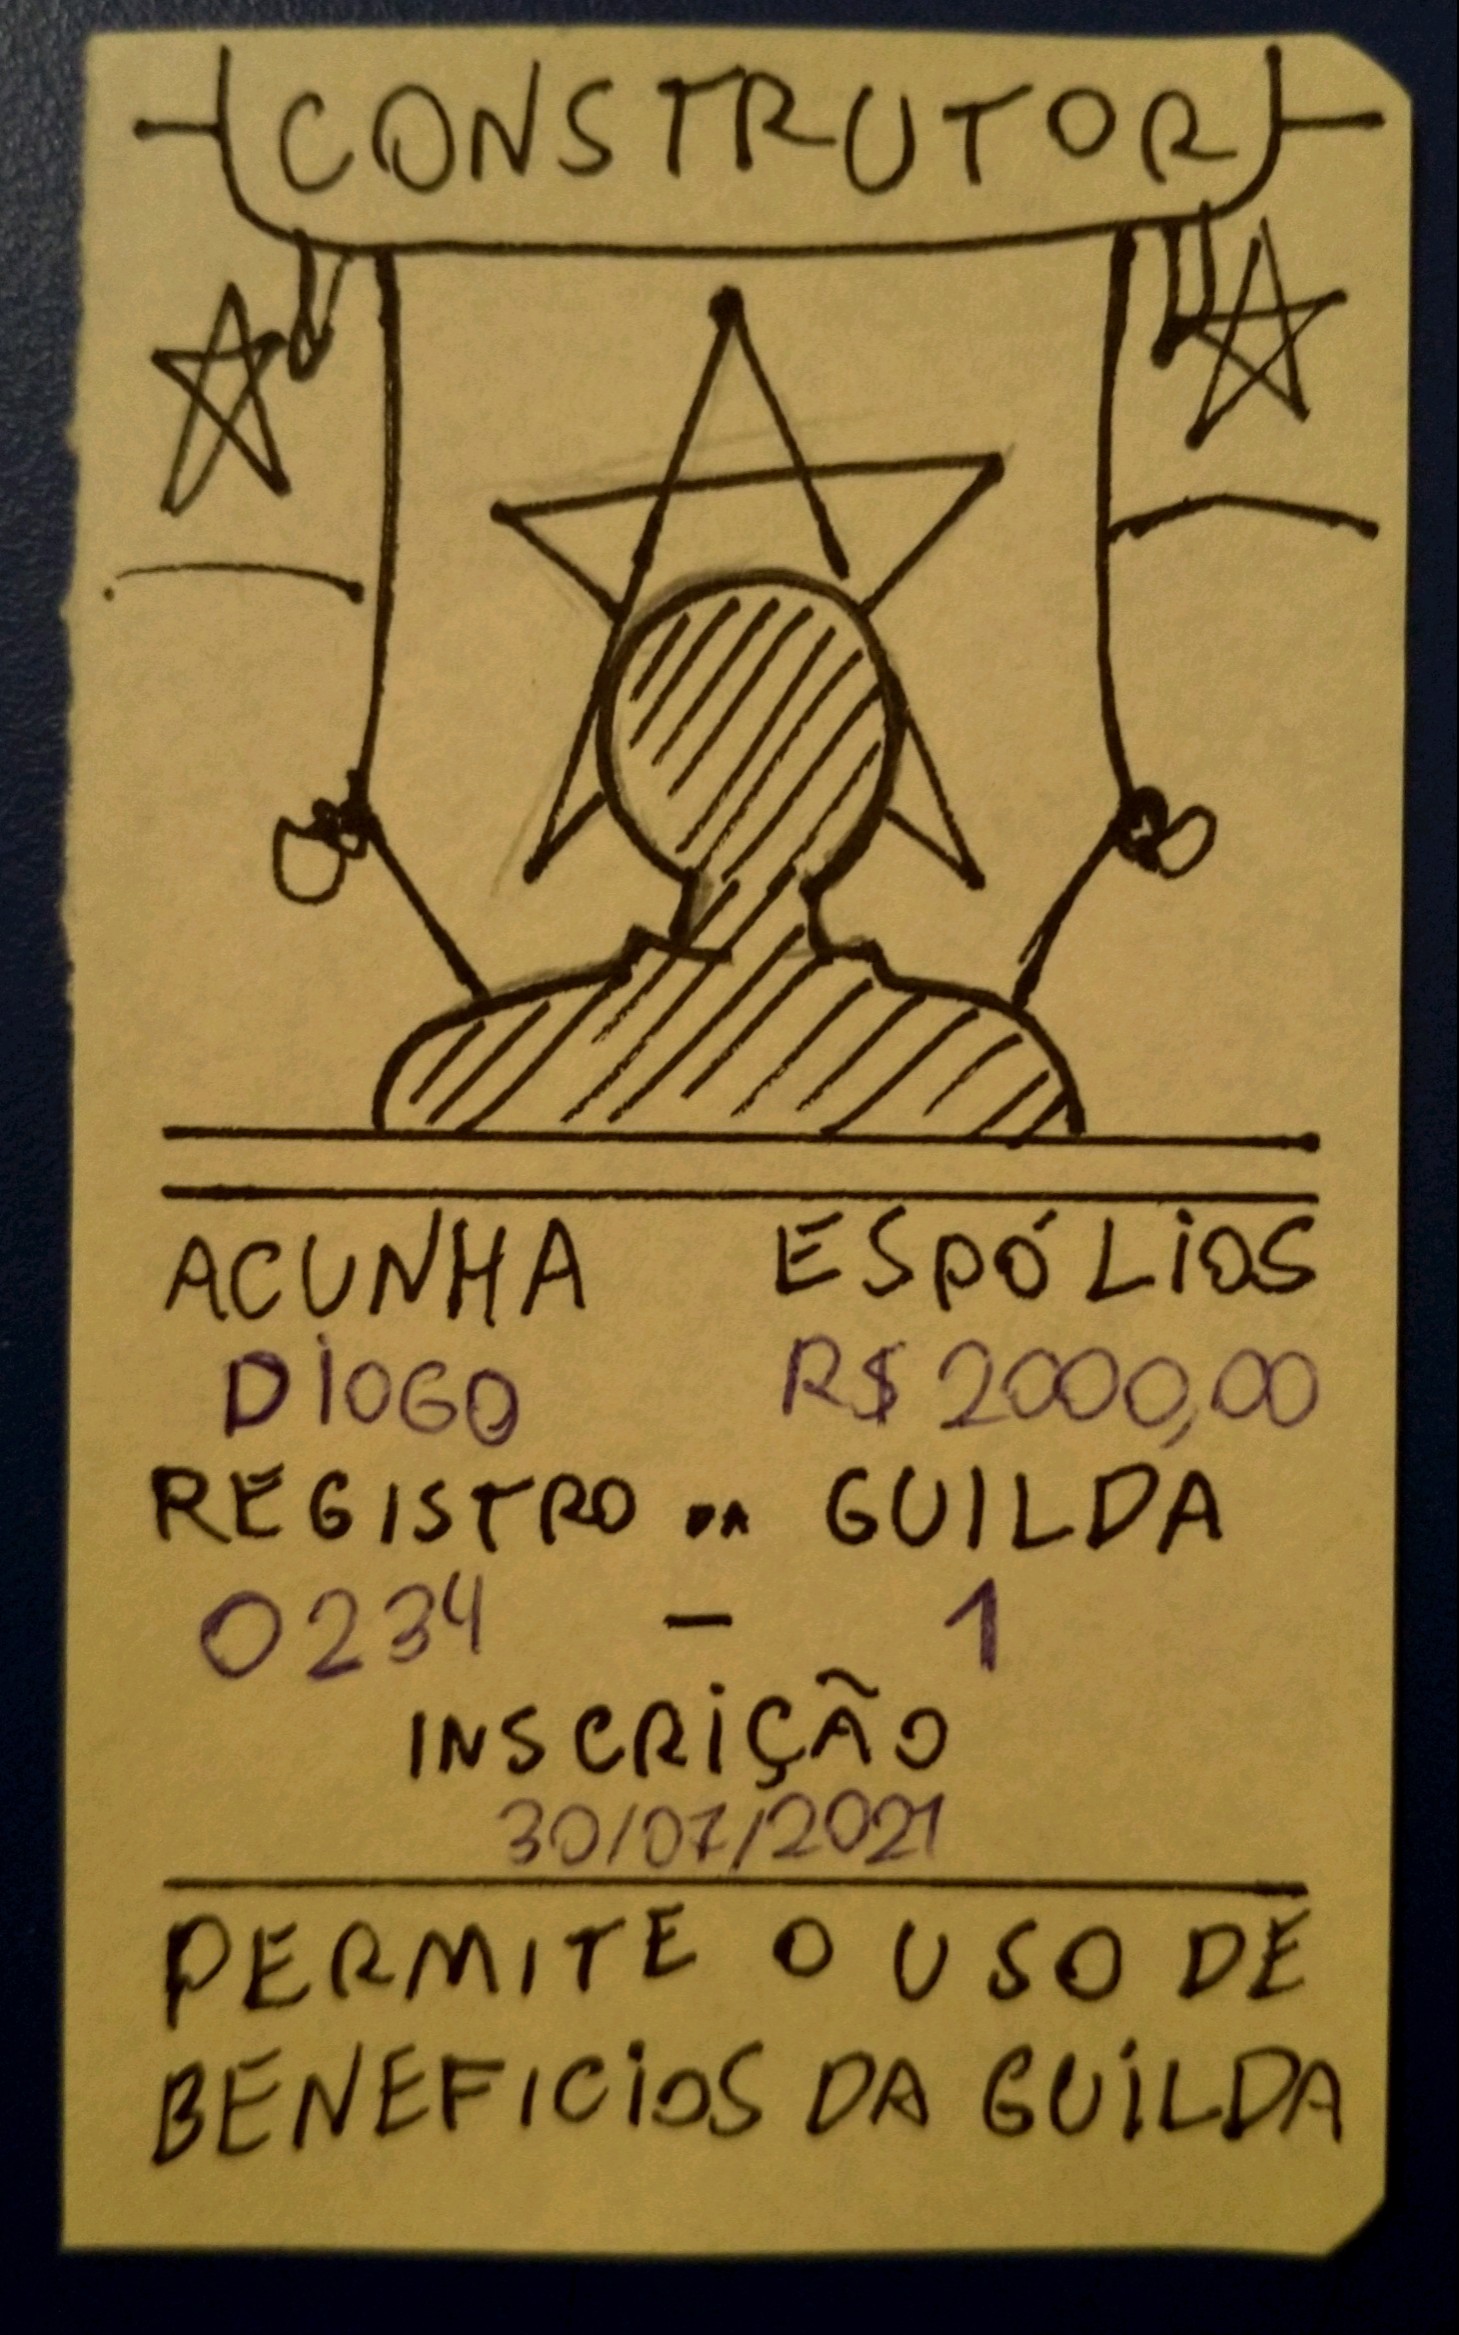 CONSTRUTOR
ACUNHA ESPÓLIOS
DIOGO R$ 2000,00
REGISTRO DA GUILDA
0234 - 1
INSCRIÇÃO
30/07/2021
PERMITE O USO DE
BENEFICIOS DA GUILDA